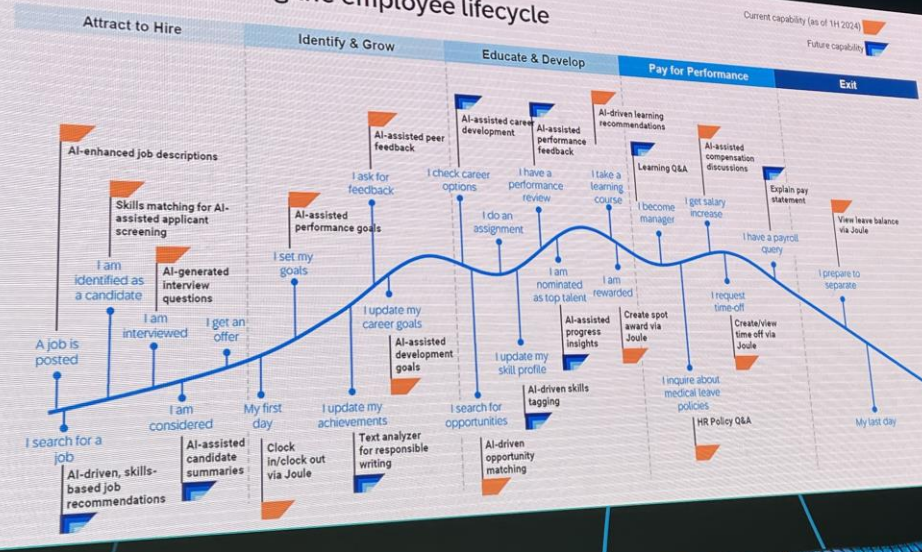 the employee lifecycle
Current capability (as of 1H 2024)
Future capability
Attract to Hire
Identify & Grow
Educate & Develop
Pay for Performance
Exit
AI-enhanced job descriptions
Skills matching for AI-
assisted applicant
screening
AI-generated
interview
questions
AI-assisted
performance goals
AI-assisted peer
feedback
AI-assisted career
development
AI-assisted
performance
feedback
AI-driven learning
recommendations
Learning Q&A
AI-assisted
compensation
discussions
Explain pay
statement
View leave balance
via Joule
A job is
posted
I am
identified as
a candidate
I am
interviewed
I get an
offer
I set my
goals
I ask for
feedback
I check career
options
I do an
assignment
I have a
performance
review
I take a
learning
course
I become
manager
I get salary
increase
I have a payroll
query
I prepare to
separate
I search for a
job
I am
considered
My first
day
I update my
achievements
I update my
career goals
I search for
opportunities
I update my
skill profile
I am
nominated
as top talent
I am
rewarded
I inquire about
medical leave
policies
I request
time-off
My last day
AI-driven, skills-
based job
recommendations
AI-assisted
candidate
summaries
Clock
in/clock out
via Joule
Text analyzer
for responsible
writing
AI-assisted
development
goals
AI-driven
opportunity
matching
AI-driven skills
tagging
AI-assisted
progress
insights
Create spot
award via
Joule
HR Policy Q&A
Create/view
time off via
Joule